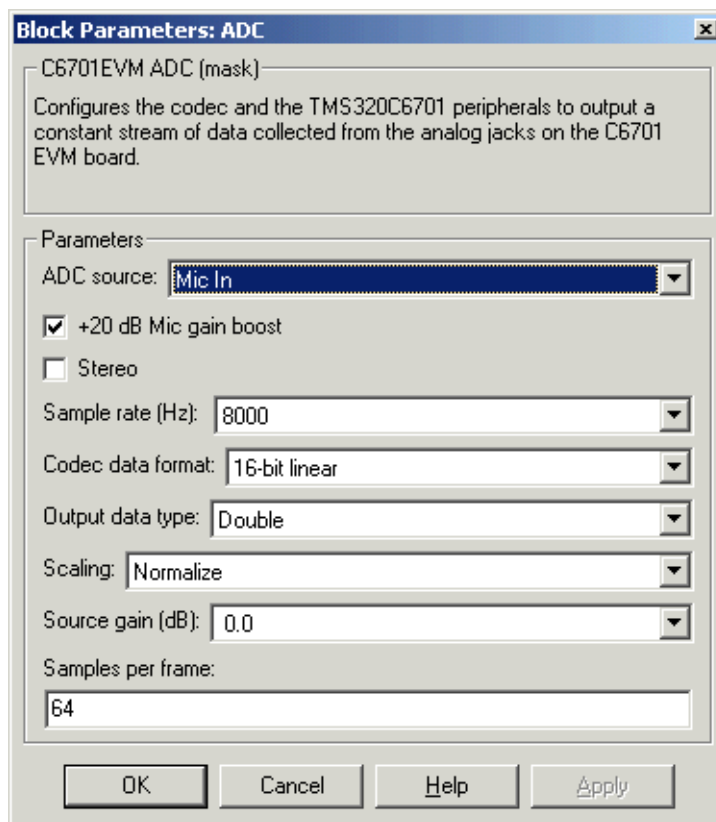 Block Parameters: ADC
C6701EVM ADC (mask)
Configures the codec and the TMS320C6701 peripherals to output a
constant stream of data collected from the analog jacks on the C6701
EVM board.
Parameters
ADC source: Mic In
+20 dB Mic gain boost
Stereo
Sample rate (Hz): 8000
Codec data format: 16-bit linear
Output data type: Double
Scaling: Normalize
Source gain (dB): 0.0
Samples per frame:
64
OK Cancel Help Apply